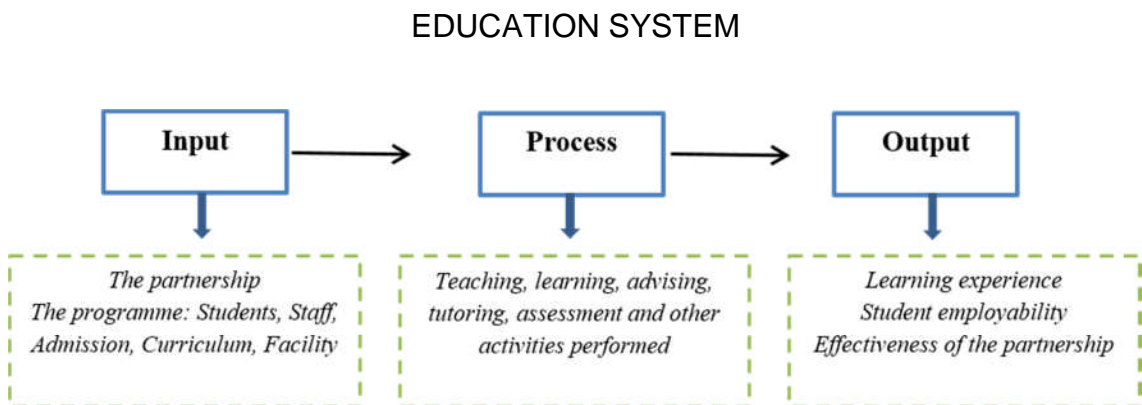 EDUCATION SYSTEM
Input
Process
Output
The partnership
The programme: Students, Staff,
Admission, Curriculum, Facility
Teaching, learning, advising,
tutoring, assessment and other
activities performed
Learning experience
Student employability
Effectiveness of the partnership